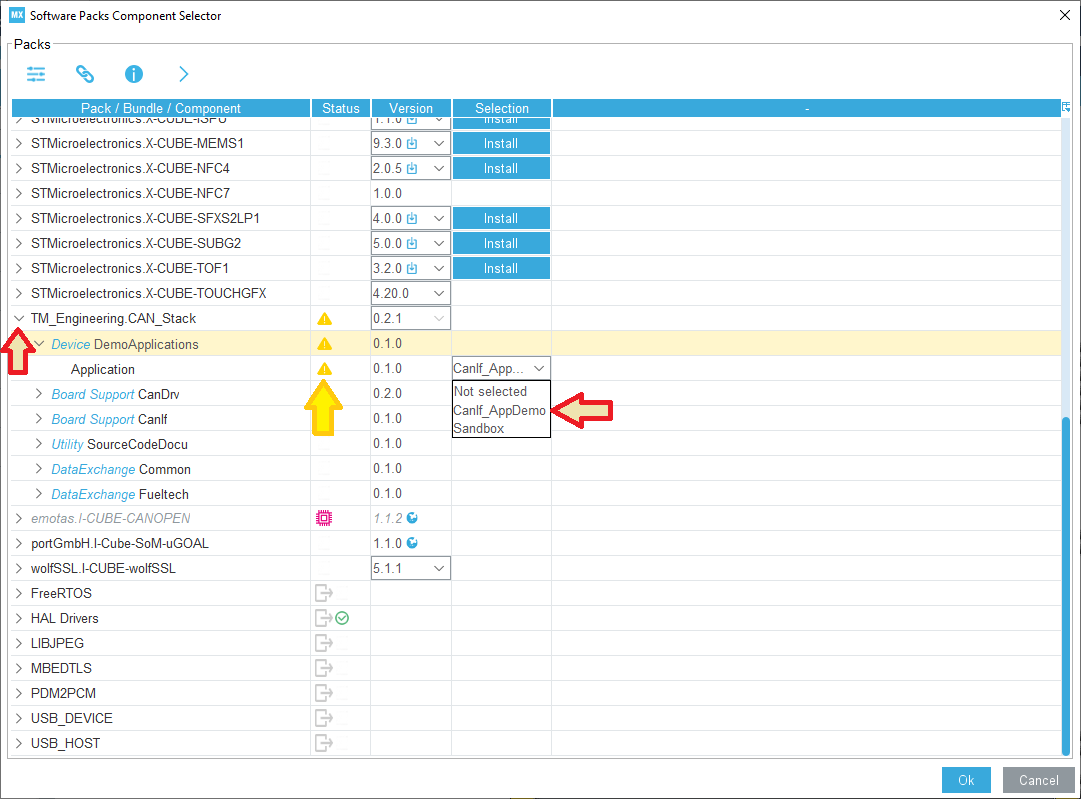 MX Software Packs Component Selector
Packs
Pack / Bundle / Component Status Version Selection -
STMicroelectronics.X-CUBE-ISPU 1.1.0 Install
STMicroelectronics.X-CUBE-MEMS1 9.3.0 Install
STMicroelectronics.X-CUBE-NFC4 2.0.5 Install
STMicroelectronics.X-CUBE-NFC7 1.0.0
STMicroelectronics.X-CUBE-SFXS2LP1 4.0.0 Install
STMicroelectronics.X-CUBE-SUBG2 5.0.0 Install
STMicroelectronics.X-CUBE-TOF1 3.2.0 Install
STMicroelectronics.X-CUBE-TOUCHGFX 4.20.0
TM_Engineering.CAN_Stack 0.2.1
Device DemoApplications 0.1.0
Application 0.1.0 CanIf_App...
Board Support CanDrv 0.2.0 Not selected
CanIf_AppDemo
Board Support CanIf 0.1.0 Sandbox
Utility SourceCodeDocu 0.1.0
DataExchange Common 0.1.0
DataExchange Fueltech 0.1.0
emotas.I-CUBE-CANOPEN 1.1.2
portGmbH.I-Cube-SoM-uGOAL 1.1.0
wolfSSL.I-CUBE-wolfSSL 5.1.1
FreeRTOS
HAL Drivers
LIBJPEG
MBEDTLS
PDM2PCM
USB_DEVICE
USB_HOST
Ok Cancel